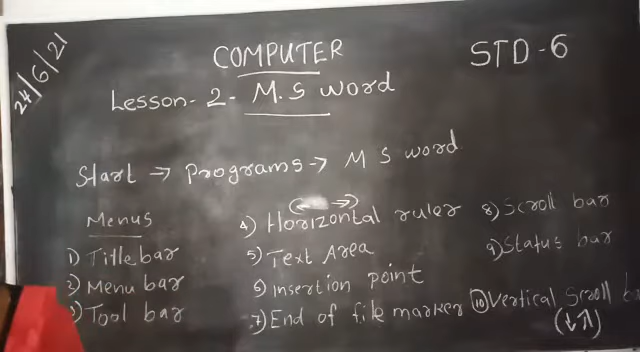 24/6/21
COMPUTER
STD-6
Lesson-2- M.S Word
Start → Programs → M S word
Menus
1) Title bar
2) Menu bar
3) Tool bar
4) Horizontal ruler
5) Text Area
6) insertion point
7) End of file marker
8) Scroll bar
9) Status bar
10) Vertical Scroll
(↓↑)